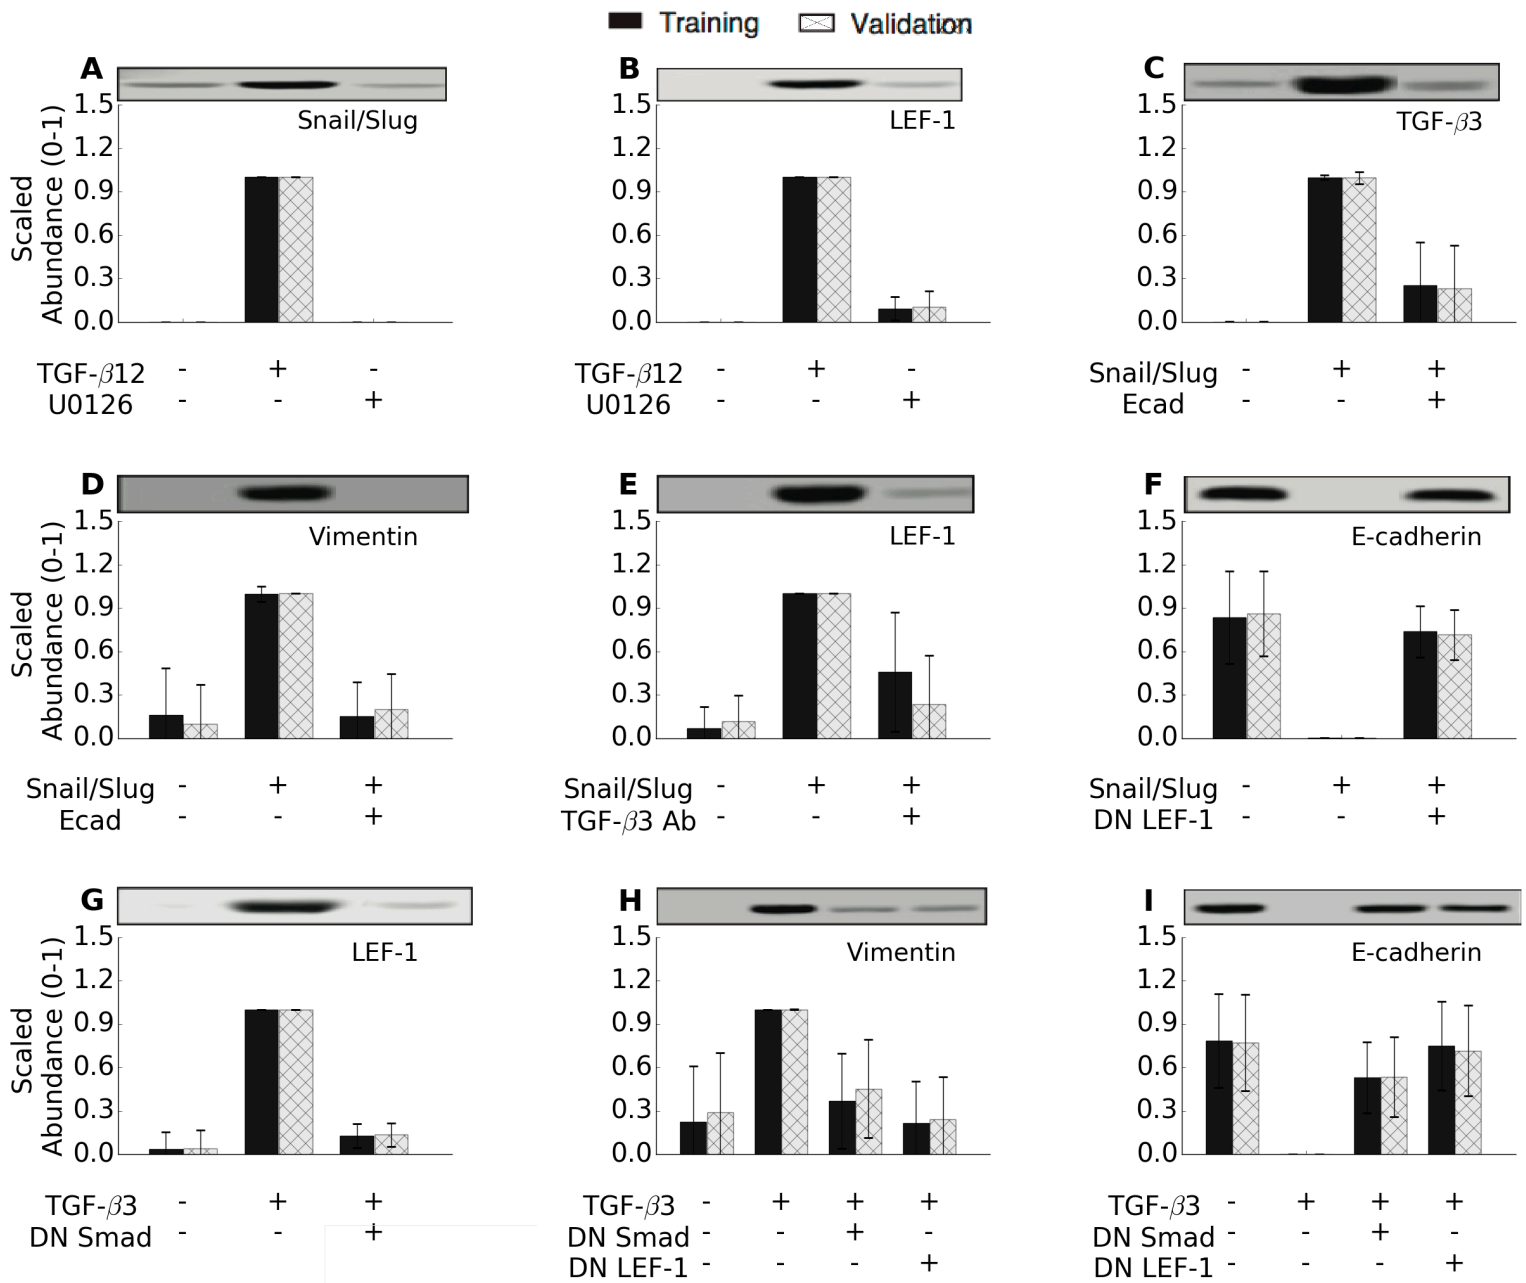 Training Validation
A B C
1.5 Snail/Slug 1.5 LEF-1 1.5 TGF-β3
1.2 1.2 1.2
0.9 0.9 0.9
0.6 0.6 0.6
0.3 0.3 0.3
0.0 0.0 0.0
Scaled
Abundance (0-1)
TGF-β12 - + - TGF-β12 - + - Snail/Slug - + +
U0126 - - + U0126 - - + Ecad - - +
D E F
1.5 Vimentin 1.5 LEF-1 1.5 E-cadherin
1.2 1.2 1.2
0.9 0.9 0.9
0.6 0.6 0.6
0.3 0.3 0.3
0.0 0.0 0.0
Scaled
Abundance (0-1)
Snail/Slug - + + Snail/Slug - + + Snail/Slug - + +
Ecad - - + TGF-β3 Ab - - + DN LEF-1 - - +
G H I
1.5 LEF-1 1.5 Vimentin 1.5 E-cadherin
1.2 1.2 1.2
0.9 0.9 0.9
0.6 0.6 0.6
0.3 0.3 0.3
0.0 0.0 0.0
Scaled
Abundance (0-1)
TGF-β3 - + + TGF-β3 - + + + TGF-β3 - + + +
DN Smad - - + DN Smad - - + - DN Smad - - + -
DN LEF-1 - - - + DN LEF-1 - - - +